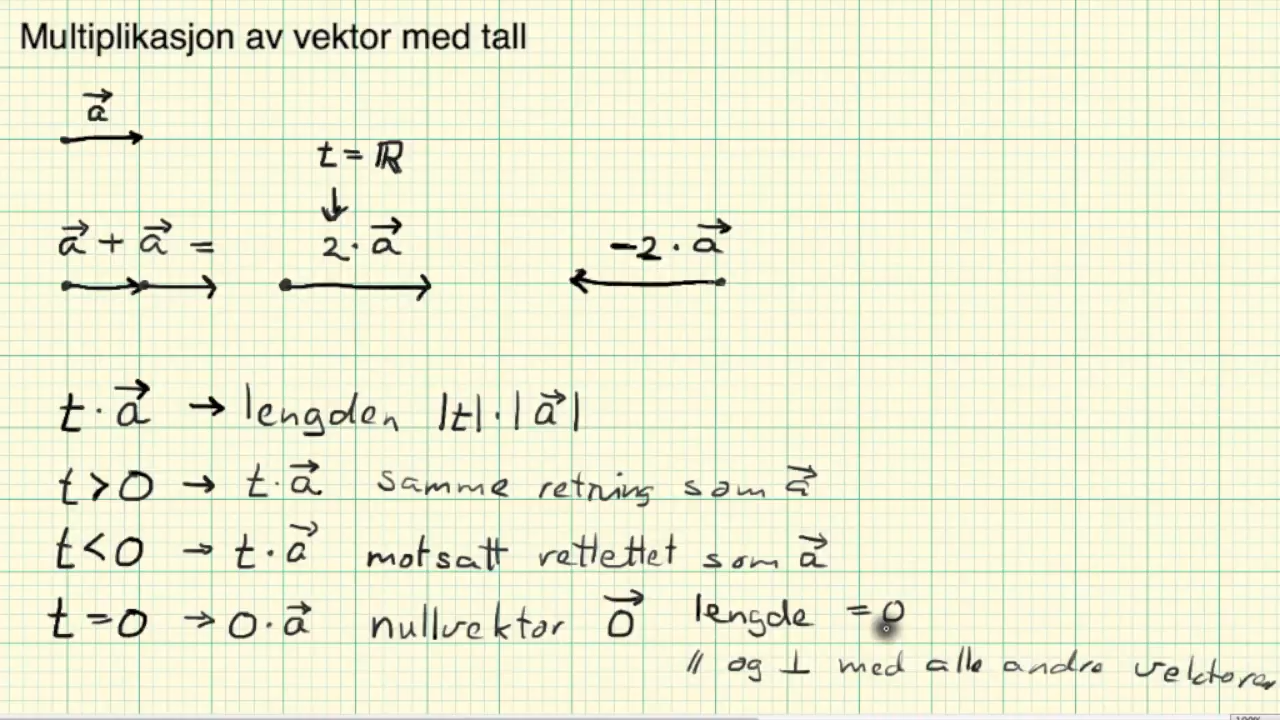 Multiplikasjon av vektor med tall
a⃗
t = ℝ
↓
a⃗ + a⃗ = 2 · a⃗ -2 · a⃗
t · a⃗ → lengden |t| · |a⃗|
t > 0 → t · a⃗ samme retning som a⃗
t < 0 → t · a⃗ motsatt rettettet som a⃗
t = 0 → 0 · a⃗ nullvektor 0⃗ lengde = 0
// og ⊥ med alle andre vektorer